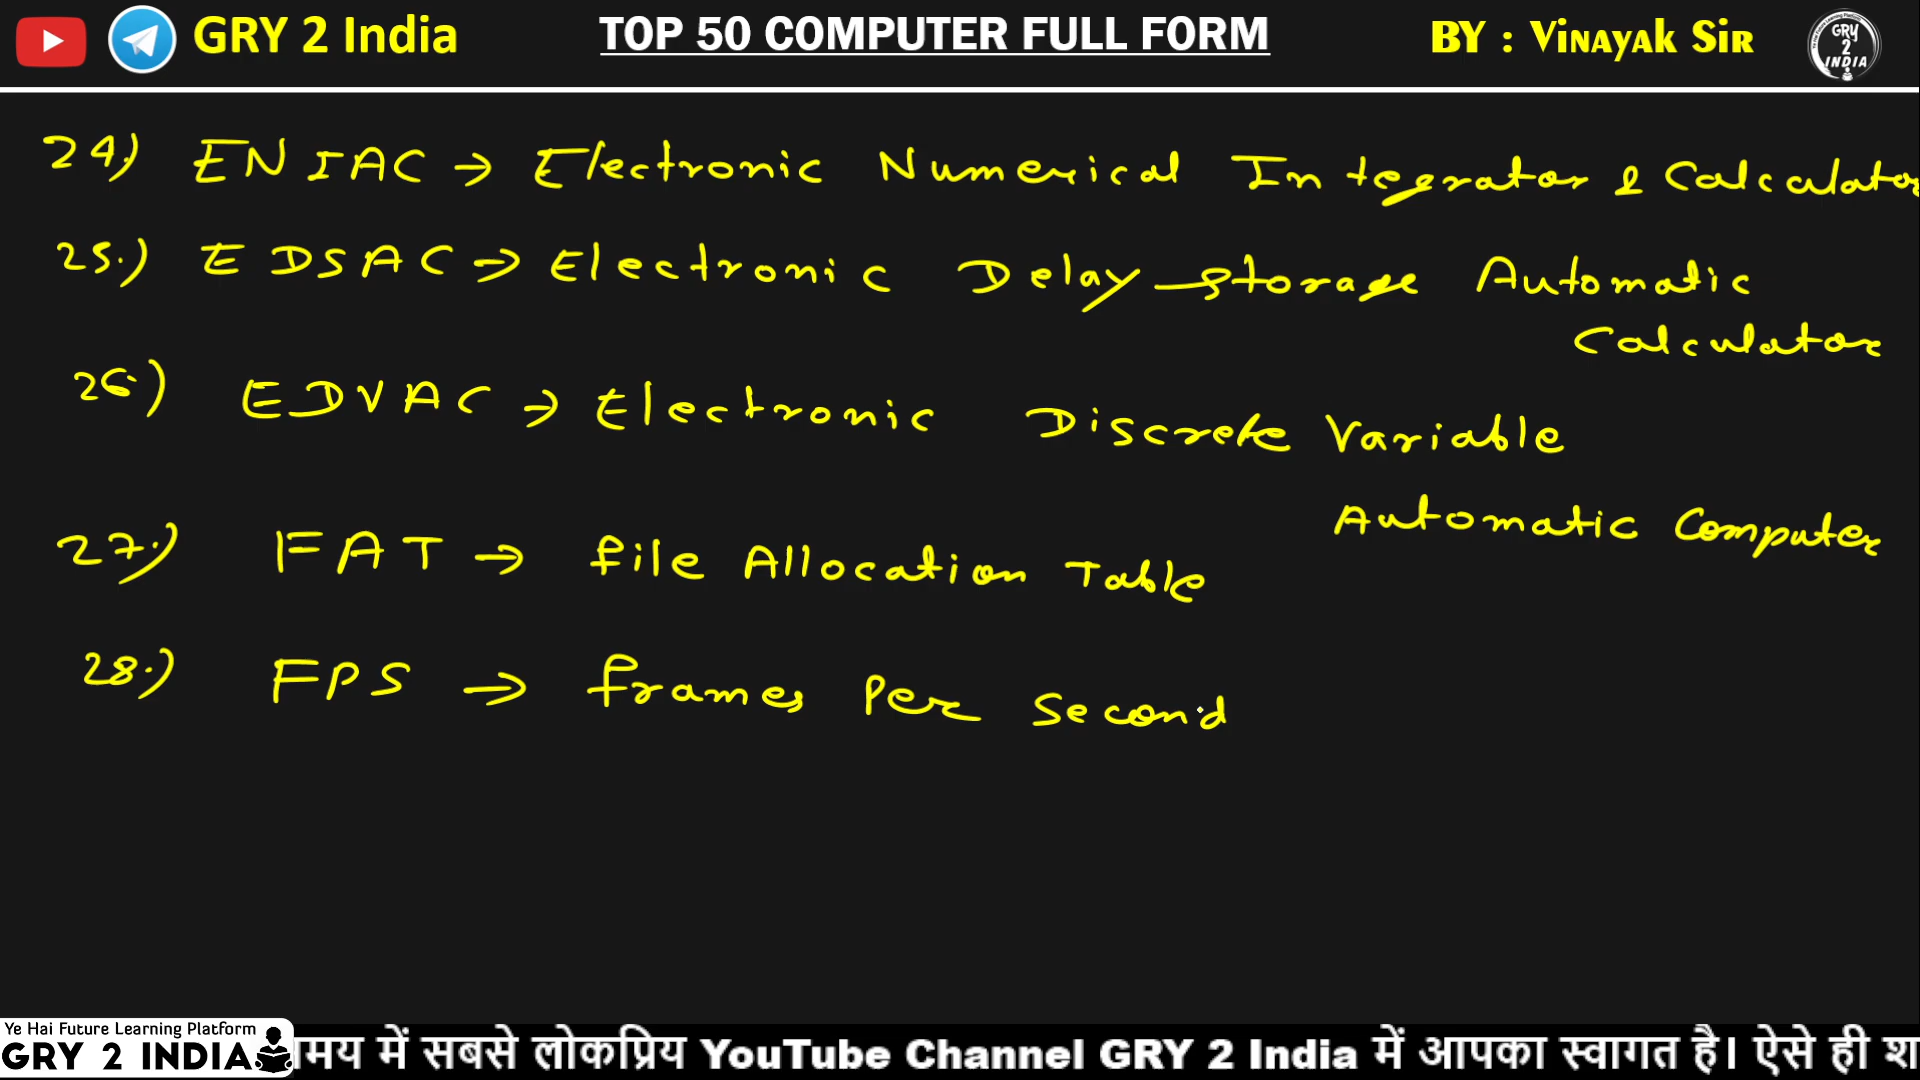 GRY 2 India
TOP 50 COMPUTER FULL FORM
BY : Vinayak Sir
GRY 2 INDIA
24.) ENIAC → Electronic Numerical Integrator & Calculator
25.) EDSAC → Electronic Delay Storage Automatic
Calculator
26.) EDVAC → Electronic Discrete Variable
Automatic Computer
27.) FAT → File Allocation Table
28.) FPS → frames Per Second
Ye Hai Future Learning Platform
GRY 2 INDIA
में सबसे लोकप्रिय YouTube Channel GRY 2 India में आपका स्वागत है। ऐसे ही